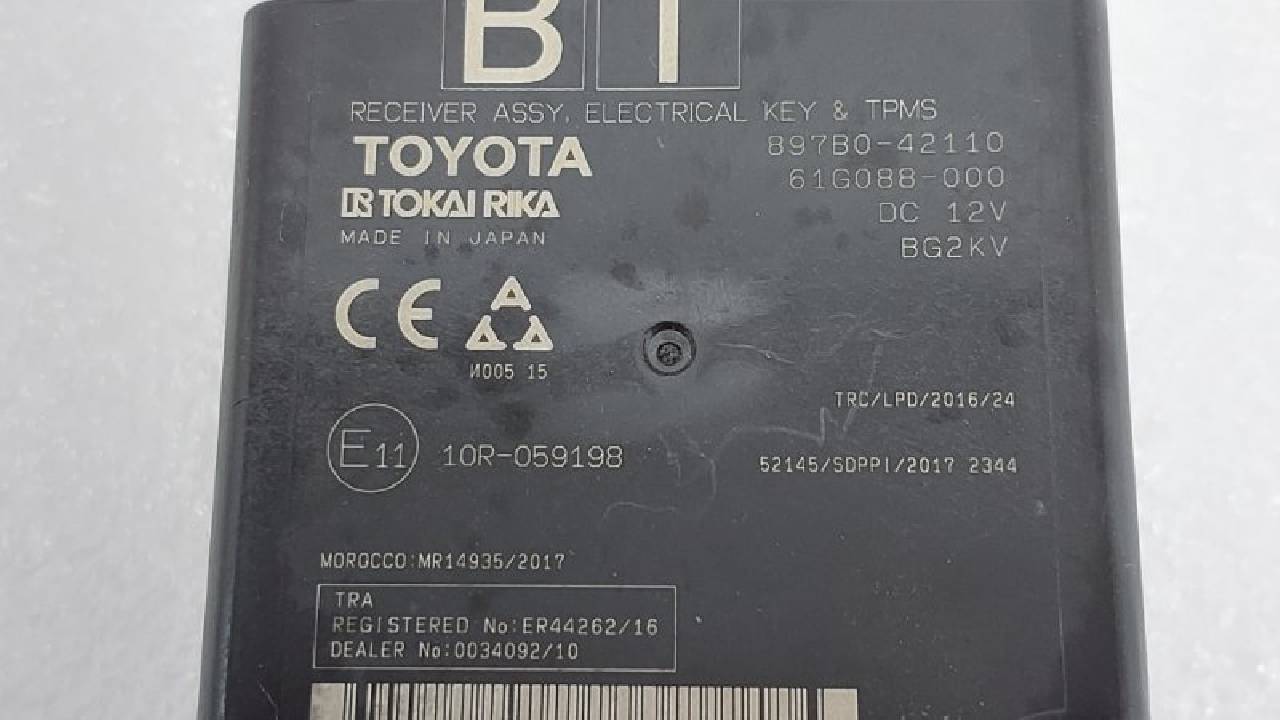 B
RECEIVER ASSY, ELECTRICAL KEY & TPMS
TOYOTA
897B0-42110
61G088-000
TOKAI RIKA
DC 12V
MADE IN JAPAN
BG2KV
CE
И005 15
TRC/LPD/2016/24
E11 10R-059198
52145/SDPPI/2017 2344
MOROCCO:MR14935/2017
TRA
REGISTERED No:ER44262/16
DEALER No:0034092/10